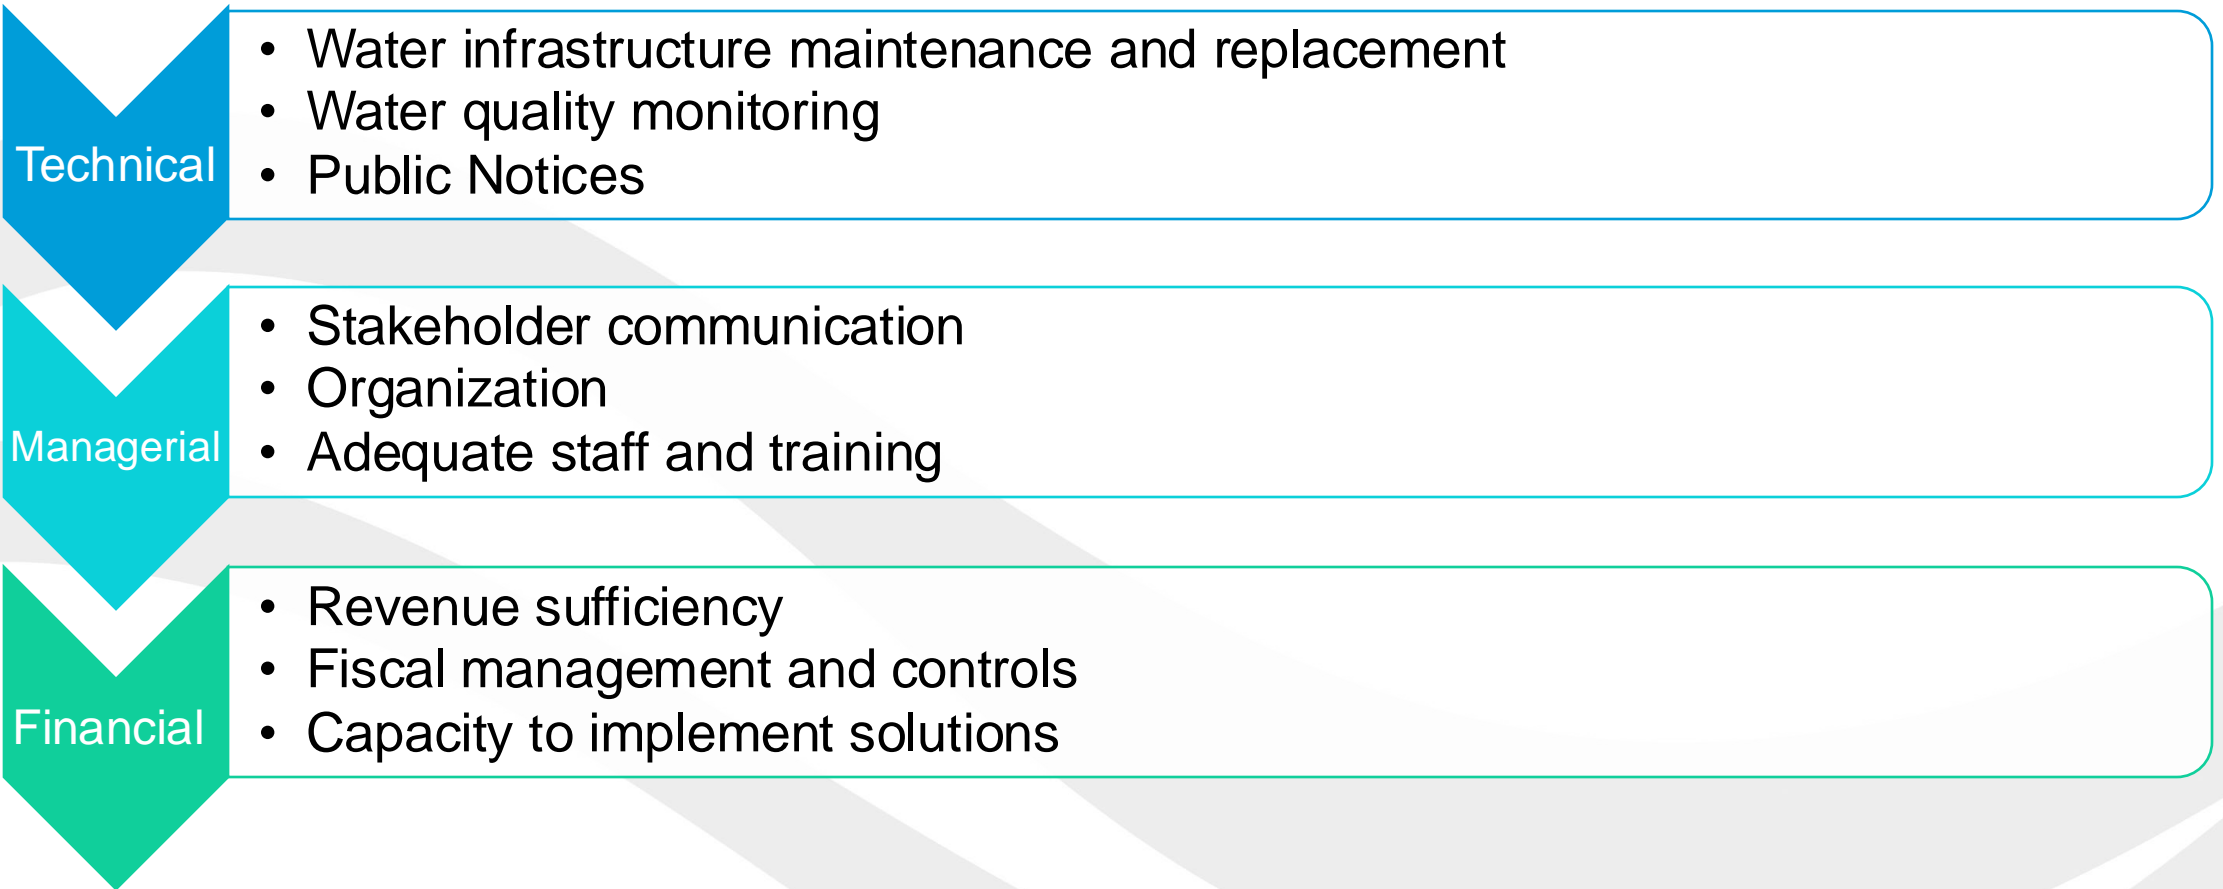 Technical
• Water infrastructure maintenance and replacement
• Water quality monitoring
• Public Notices
Managerial
• Stakeholder communication
• Organization
• Adequate staff and training
Financial
• Revenue sufficiency
• Fiscal management and controls
• Capacity to implement solutions